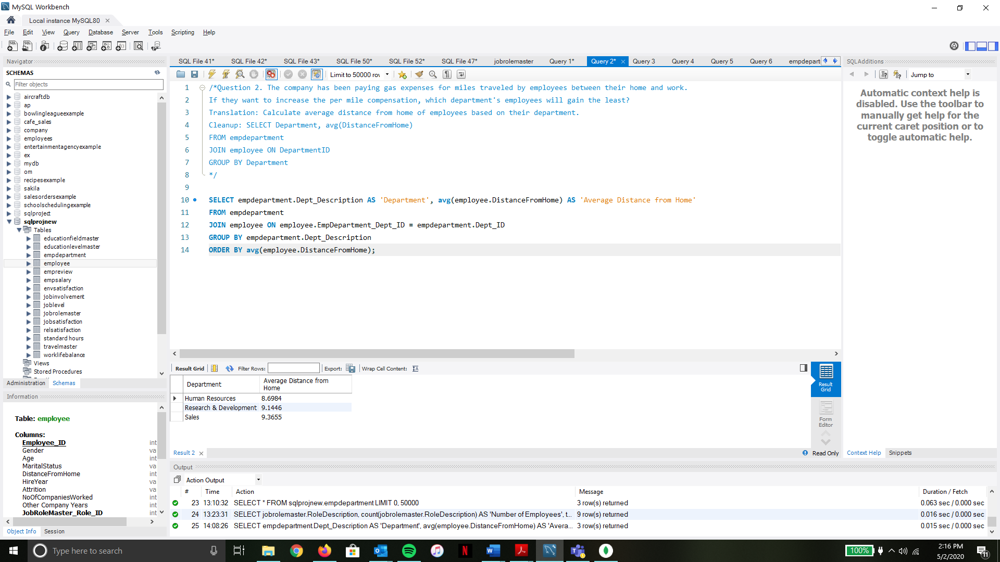 MySQL Workbench
Local instance MySQL80
File Edit View Query Database Server Tools Scripting Help
Navigator
SCHEMAS
Filter objects
aircraftdb
ap
bowlingleagueexample
cafe_sales
company
employees
entertainmentagencyexample
ex
mydb
om
recipesexample
sakila
salesordersexample
schoolschedulingexample
sqlproject
sqlprojnew
Tables
educationfieldmaster
educationlevelmaster
empdepartment
employee
empreview
empsalary
envsatisfaction
jobinvolvement
joblevel
jobrolemaster
jobsatisfaction
relsatisfaction
standard hours
travelmaster
worklifebalance
Views
Stored Procedures
Administration Schemas
Information
Table: employee
Columns:
Employee_ID int
Gender va
Age int
MaritalStatus va
DistanceFromHome int
HireYear va
Attrition va
NoOfCompaniesWorked int
Other Company Years int
JobRoleMaster_Role_ID int
Object Info Session
SQL File 41* SQL File 42* SQL File 43* SQL File 50* SQL File 52* SQL File 47* jobrolemaster Query 1* Query 2* Query 3 Query 4 Query 5 Query 6 empdepart
Limit to 50000 rov
1 /*Question 2. The company has been paying gas expenses for miles traveled by employees between their home and work.
2 If they want to increase the per mile compensation, which department's employees will gain the least?
3 Translation: Calculate average distance from home of employees based on their department.
4 Cleanup: SELECT Department, avg(DistanceFromHome)
5 FROM empdepartment
6 JOIN employee ON DepartmentID
7 GROUP BY Department
8 */
9
10 SELECT empdepartment.Dept_Description AS 'Department', avg(employee.DistanceFromHome) AS 'Average Distance from Home'
11 FROM empdepartment
12 JOIN employee ON employee.EmpDepartment_Dept_ID = empdepartment.Dept_ID
13 GROUP BY empdepartment.Dept_Description
14 ORDER BY avg(employee.DistanceFromHome);
Result Grid Filter Rows: Export: Wrap Cell Content:
Department Average Distance from
Home
Human Resources 8.6984
Research & Development 9.1446
Sales 9.3655
Result
Grid
Form
Editor
Result 2
Read Only
SQLAdditions
Jump to
Automatic context help is
disabled. Use the toolbar to
manually get help for the
current caret position or to
toggle automatic help.
Context Help Snippets
Output
Action Output
# Time Action Message Duration / Fetch
23 13:10:32 SELECT * FROM sqlprojnew.empdepartment LIMIT 0, 50000 3 row(s) returned 0.063 sec / 0.000 sec
24 13:23:31 SELECT jobrolemaster.RoleDescription, count(jobrolemaster.RoleDescription) AS 'Number of Employees', t... 9 row(s) returned 0.016 sec / 0.000 sec
25 14:08:26 SELECT empdepartment.Dept_Description AS 'Department', avg(employee.DistanceFromHome) AS 'Avera... 3 row(s) returned 0.015 sec / 0.000 sec
Type here to search
100%
2:16 PM
5/2/2020
11